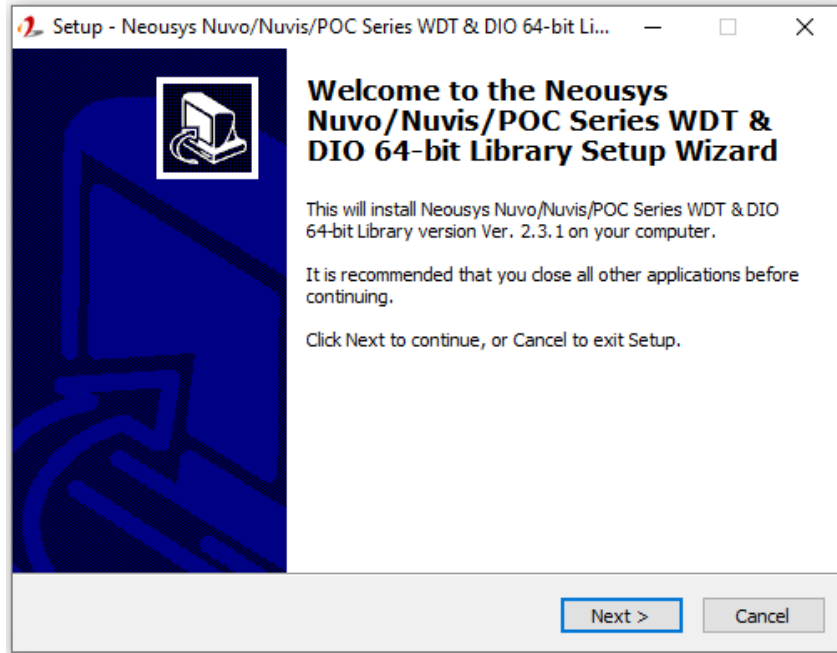 Setup - Neousys Nuvo/Nuvis/POC Series WDT & DIO 64-bit Li...
Welcome to the Neousys
Nuvo/Nuvis/POC Series WDT &
DIO 64-bit Library Setup Wizard
This will install Neousys Nuvo/Nuvis/POC Series WDT & DIO
64-bit Library version Ver. 2.3.1 on your computer.
It is recommended that you close all other applications before
continuing.
Click Next to continue, or Cancel to exit Setup.
Next >
Cancel